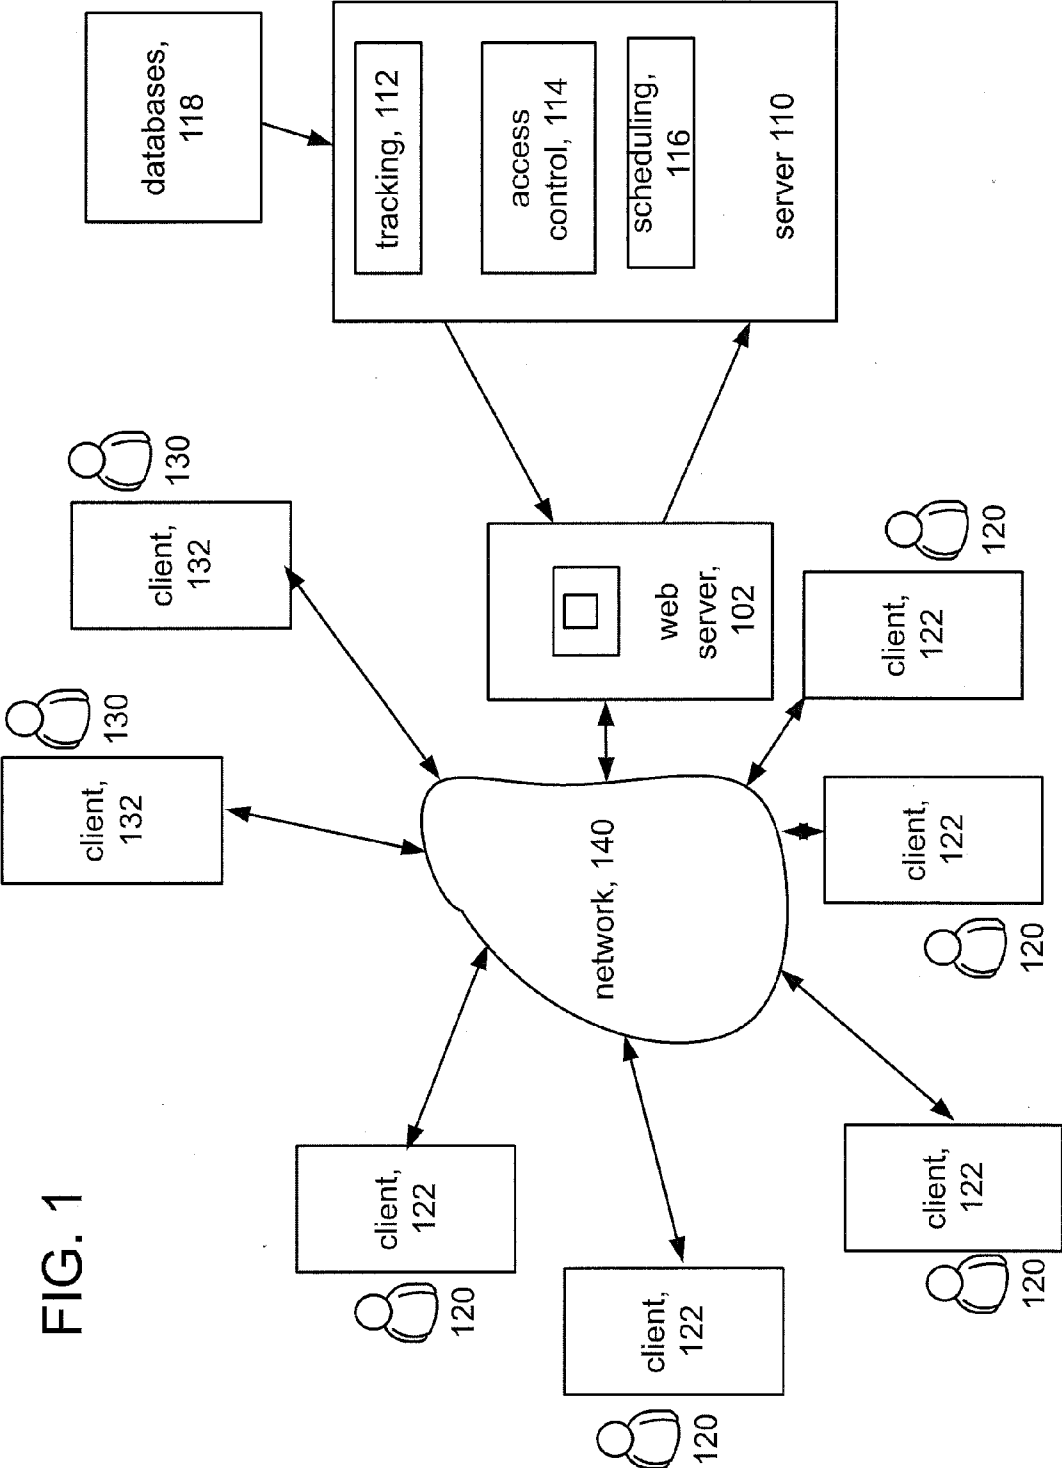 FIG. 1
client,
132
130
client,
132
130
databases,
118
tracking, 112
access
control, 114
scheduling,
116
server 110
client,
122
120
network, 140
web
server,
102
client,
122
120
client,
122
120
client,
122
120
client,
122
120